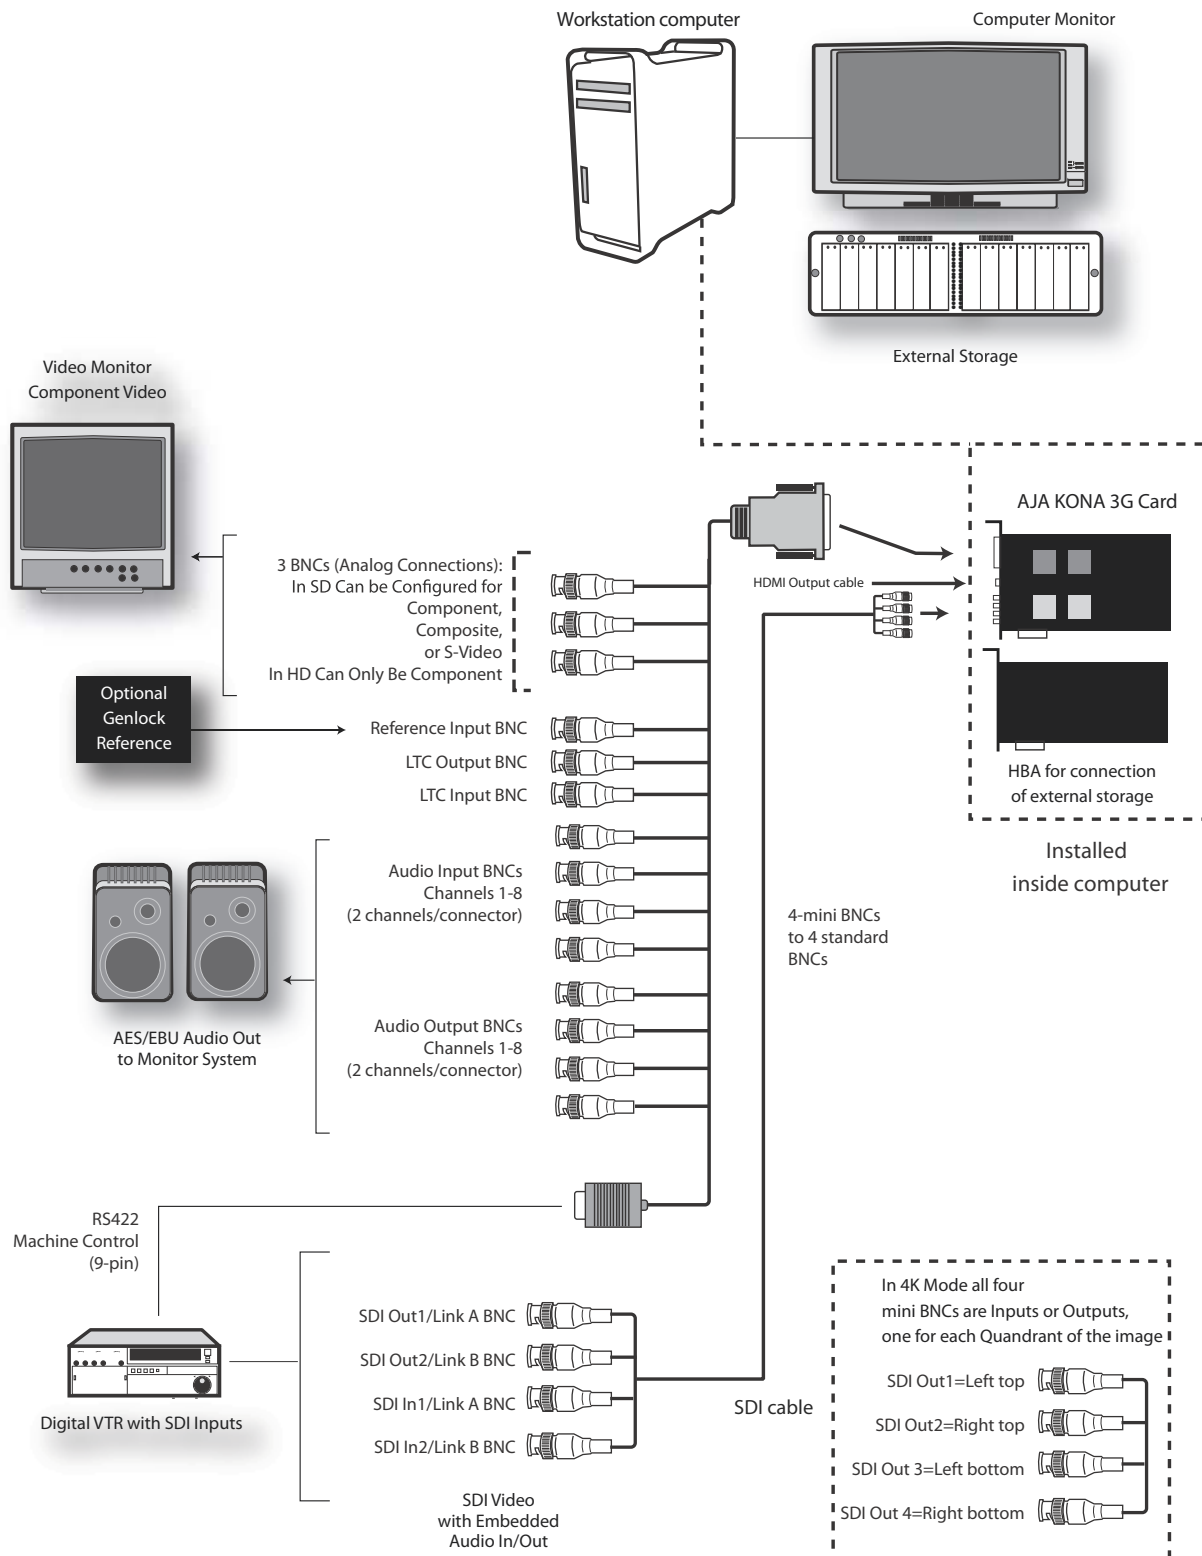 Workstation computer
Computer Monitor
External Storage
Video Monitor
Component Video
AJA KONA 3G Card
3 BNCs (Analog Connections):
In SD Can be Configured for
Component,
Composite,
or S-Video
In HD Can Only Be Component
HDMI Output cable
Optional
Genlock
Reference
Reference Input BNC
LTC Output BNC
LTC Input BNC
HBA for connection
of external storage
Installed
inside computer
Audio Input BNCs
Channels 1-8
(2 channels/connector)
4-mini BNCs
to 4 standard
BNCs
AES/EBU Audio Out
to Monitor System
Audio Output BNCs
Channels 1-8
(2 channels/connector)
RS422
Machine Control
(9-pin)
Digital VTR with SDI Inputs
SDI Out1/Link A BNC
SDI Out2/Link B BNC
SDI In1/Link A BNC
SDI In2/Link B BNC
SDI Video
with Embedded
Audio In/Out
SDI cable
In 4K Mode all four
mini BNCs are Inputs or Outputs,
one for each Quandrant of the image
SDI Out1=Left top
SDI Out2=Right top
SDI Out 3=Left bottom
SDI Out 4=Right bottom